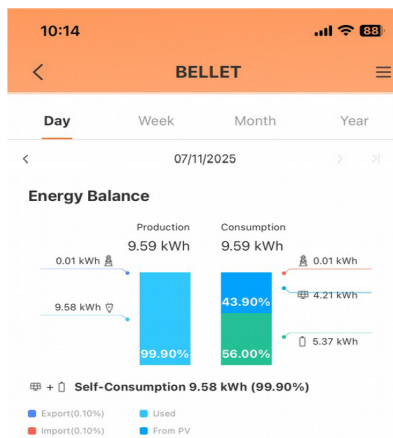 10:14
88
BELLET
Day Week Month Year
07/11/2025
Energy Balance
Production Consumption
9.59 kWh 9.59 kWh
0.01 kWh 0.01 kWh
43.90% 4.21 kWh
9.58 kWh
5.37 kWh
99.90% 56.00%
+ Self-Consumption 9.58 kWh (99.90%)
Export(0.10%) Used
Import(0.10%) From PV